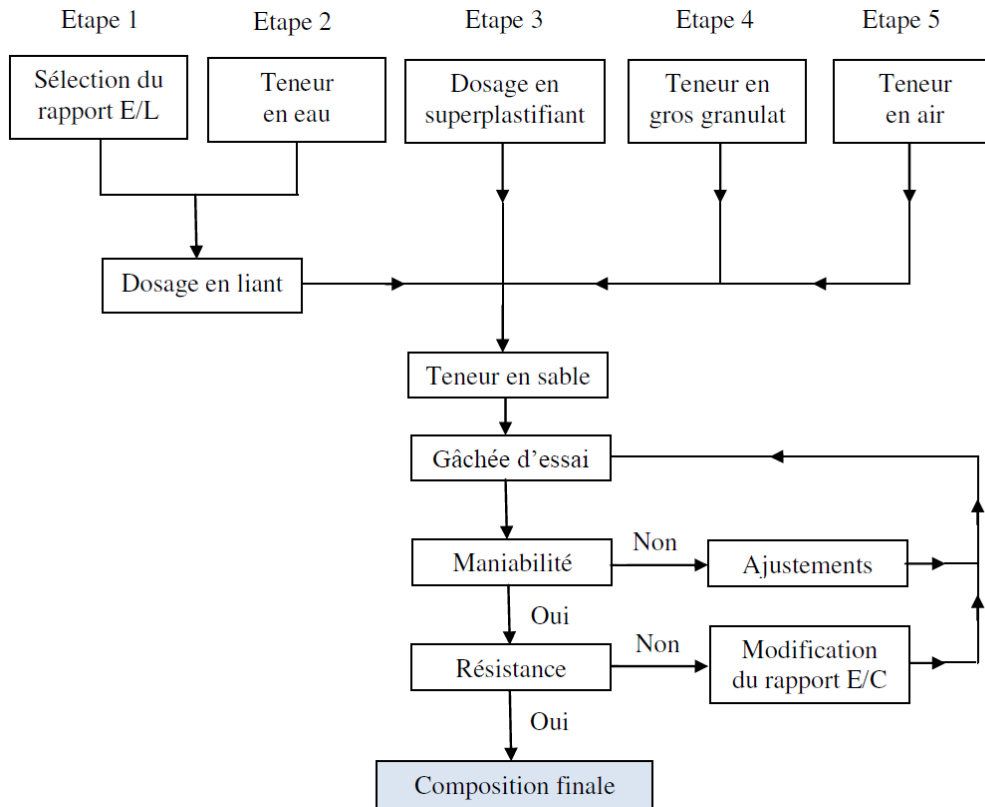 Etape 1
Etape 2
Etape 3
Etape 4
Etape 5
Sélection du
rapport E/L
Teneur
en eau
Dosage en
superplastifiant
Teneur en
gros granulat
Teneur
en air
Dosage en liant
Teneur en sable
Gâchée d’essai
Maniabilité
Non
Ajustements
Oui
Résistance
Non
Modification
du rapport E/C
Oui
Composition finale